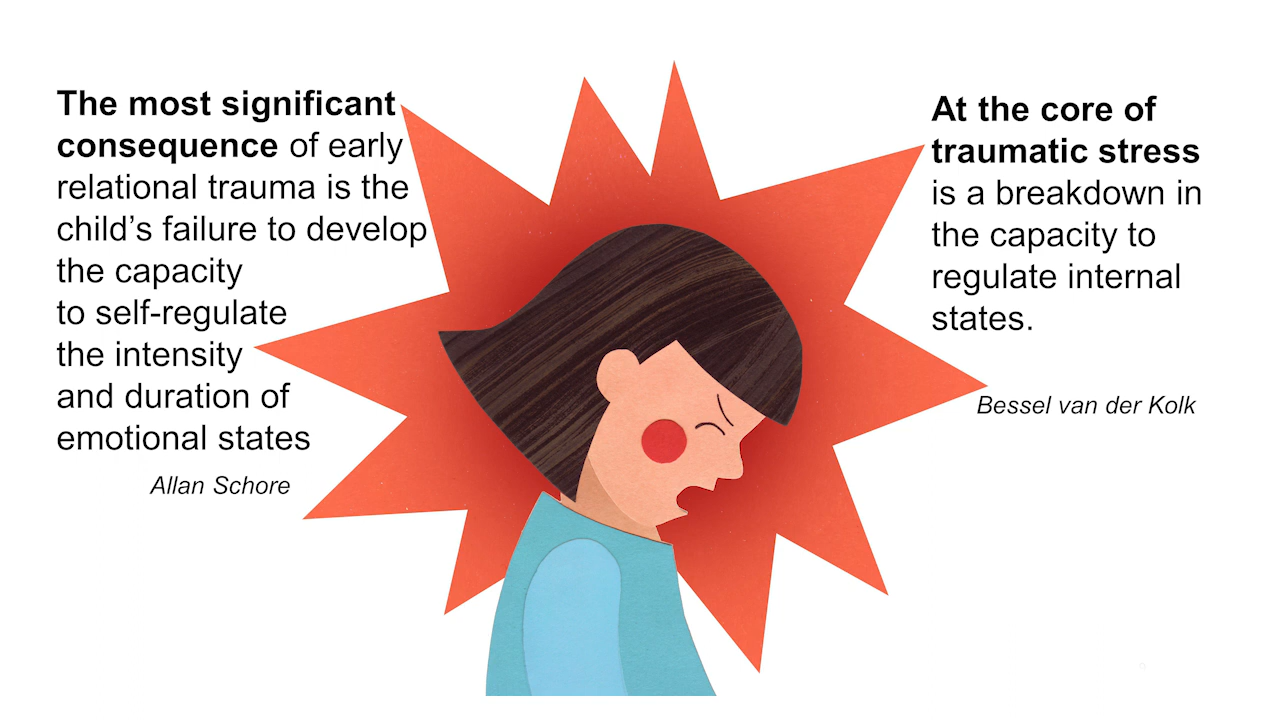 The most significant
consequence of early
relational trauma is the
child’s failure to develop
the capacity
to self-regulate
the intensity
and duration of
emotional states
Allan Schore
At the core of
traumatic stress
is a breakdown in
the capacity to
regulate internal
states.
Bessel van der Kolk